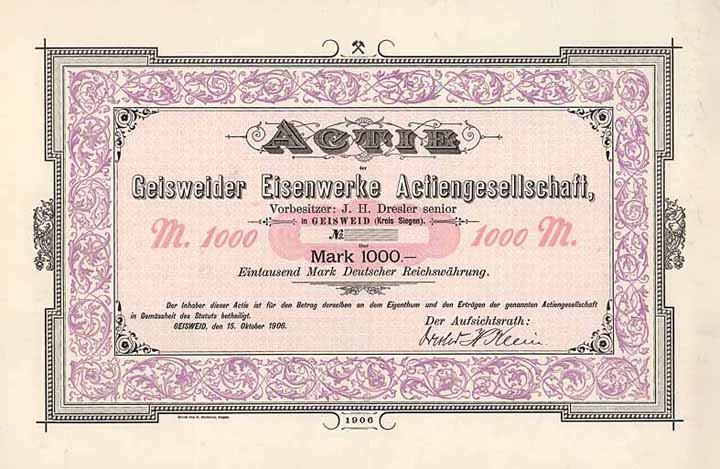 ACTIE
der
Geisweider Eisenwerke Actiengesellschaft,
Vorbesitzer: J. H. Dresler senior
in GEISWEID (Kreis Siegen).
M. 1000 № 1000 M.
über
Mark 1000.—
Eintausend Mark Deutscher Reichswährung.
Der Inhaber dieser Actie ist für den Betrag derselben an dem Eigenthum und den Erträgen der genannten Actiengesellschaft
in Gemässheit des Statuts betheiligt.
GEISWEID, den 15. Oktober 1906.
Der Aufsichtsrath:
Klein
1906